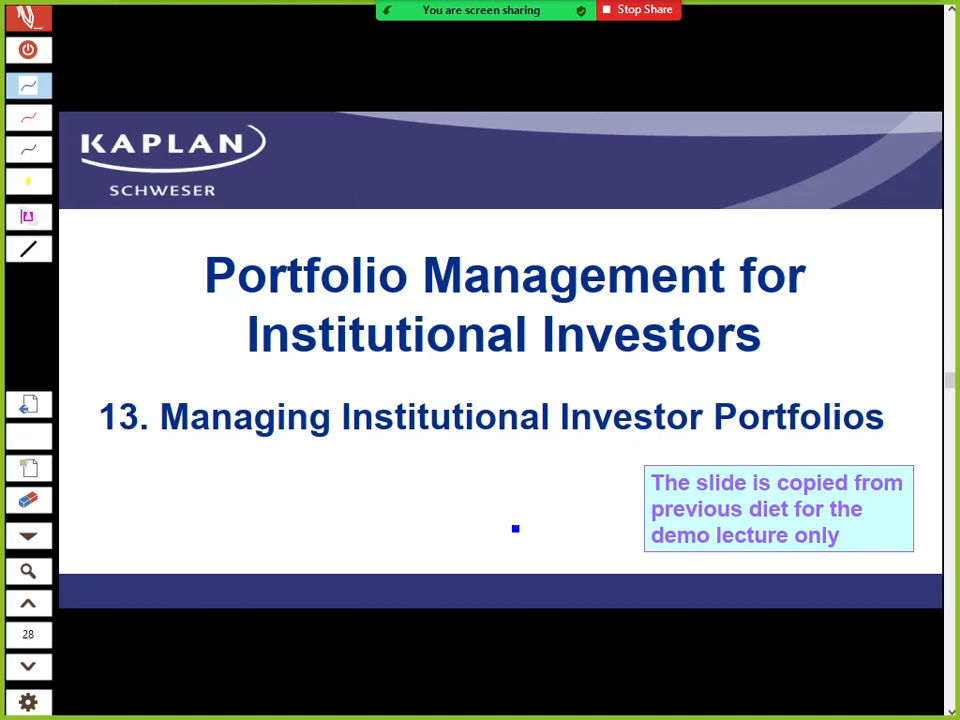 You are screen sharing
Stop Share
KAPLAN
SCHWESER
Portfolio Management for
Institutional Investors
13. Managing Institutional Investor Portfolios
The slide is copied from
previous diet for the
demo lecture only
28